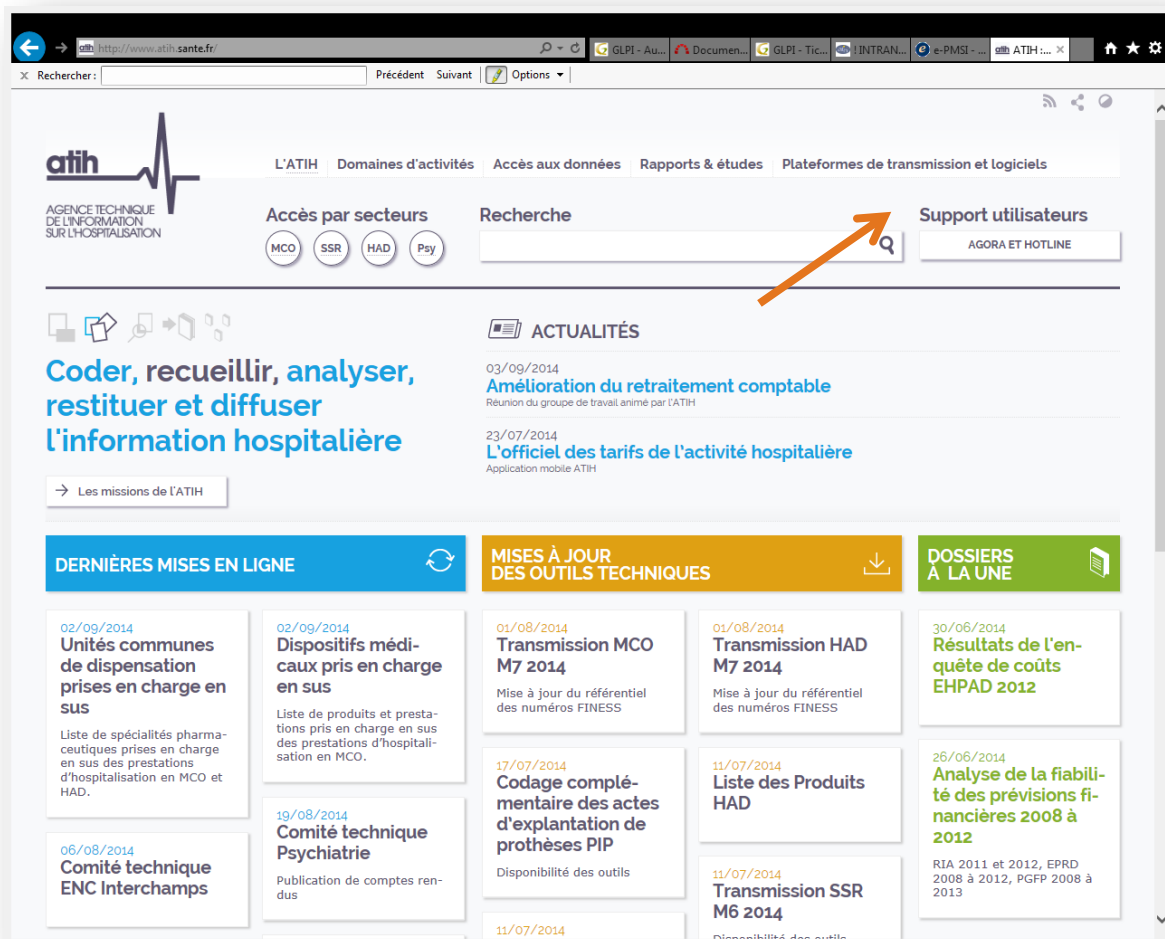 http://www.atih.sante.fr/
GLPI - Au...
Documen...
GLPI - Tic...
! INTRAN...
e-PMSI - ...
ATIH :... ×
x Rechercher :
Précédent Suivant
Options
atih
AGENCE TECHNIQUE
DE L'INFORMATION
SUR L'HOSPITALISATION
L'ATIH Domaines d'activités Accès aux données Rapports & études Plateformes de transmission et logiciels
Accès par secteurs
MCO SSR HAD Psy
Recherche
Support utilisateurs
AGORA ET HOTLINE
Coder, recueillir, analyser,
restituer et diffuser
l'information hospitalière
→ Les missions de l'ATIH
ACTUALITÉS
03/09/2014
Amélioration du retraitement comptable
Réunion du groupe de travail animé par l'ATIH
23/07/2014
L'officiel des tarifs de l'activité hospitalière
Application mobile ATIH
DERNIÈRES MISES EN LIGNE
02/09/2014
Unités communes
de dispensation
prises en charge en
sus
Liste de spécialités pharma-
ceutiques prises en charge
en sus des prestations
d'hospitalisation en MCO et
HAD.
06/08/2014
Comité technique
ENC Interchamps
02/09/2014
Dispositifs médi-
caux pris en charge
en sus
Liste de produits et presta-
tions pris en charge en sus
des prestations d'hospitali-
sation en MCO.
19/08/2014
Comité technique
Psychiatrie
Publication de comptes ren-
dus
MISES À JOUR
DES OUTILS TECHNIQUES
01/08/2014
Transmission MCO
M7 2014
Mise à jour du référentiel
des numéros FINESS
17/07/2014
Codage complé-
mentaire des actes
d'explantation de
prothèses PIP
Disponibilité des outils
11/07/2014
01/08/2014
Transmission HAD
M7 2014
Mise à jour du référentiel
des numéros FINESS
11/07/2014
Liste des Produits
HAD
11/07/2014
Transmission SSR
M6 2014
Disponibilité des outils
DOSSIERS
À LA UNE
30/06/2014
Résultats de l'en-
quête de coûts
EHPAD 2012
26/06/2014
Analyse de la fiabili-
té des prévisions fi-
nancières 2008 à
2012
RIA 2011 et 2012, EPRD
2008 à 2012, PGFP 2008 à
2013